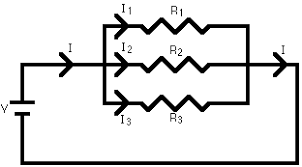 I1 R1
I I2 R2 I
V I3 R3